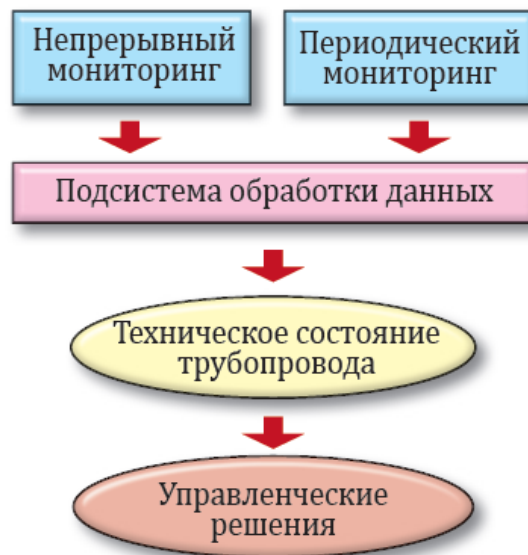 Непрерывный
мониторинг
Периодический
мониторинг
Подсистема обработки данных
Техническое состояние
трубопровода
Управленческие
решения